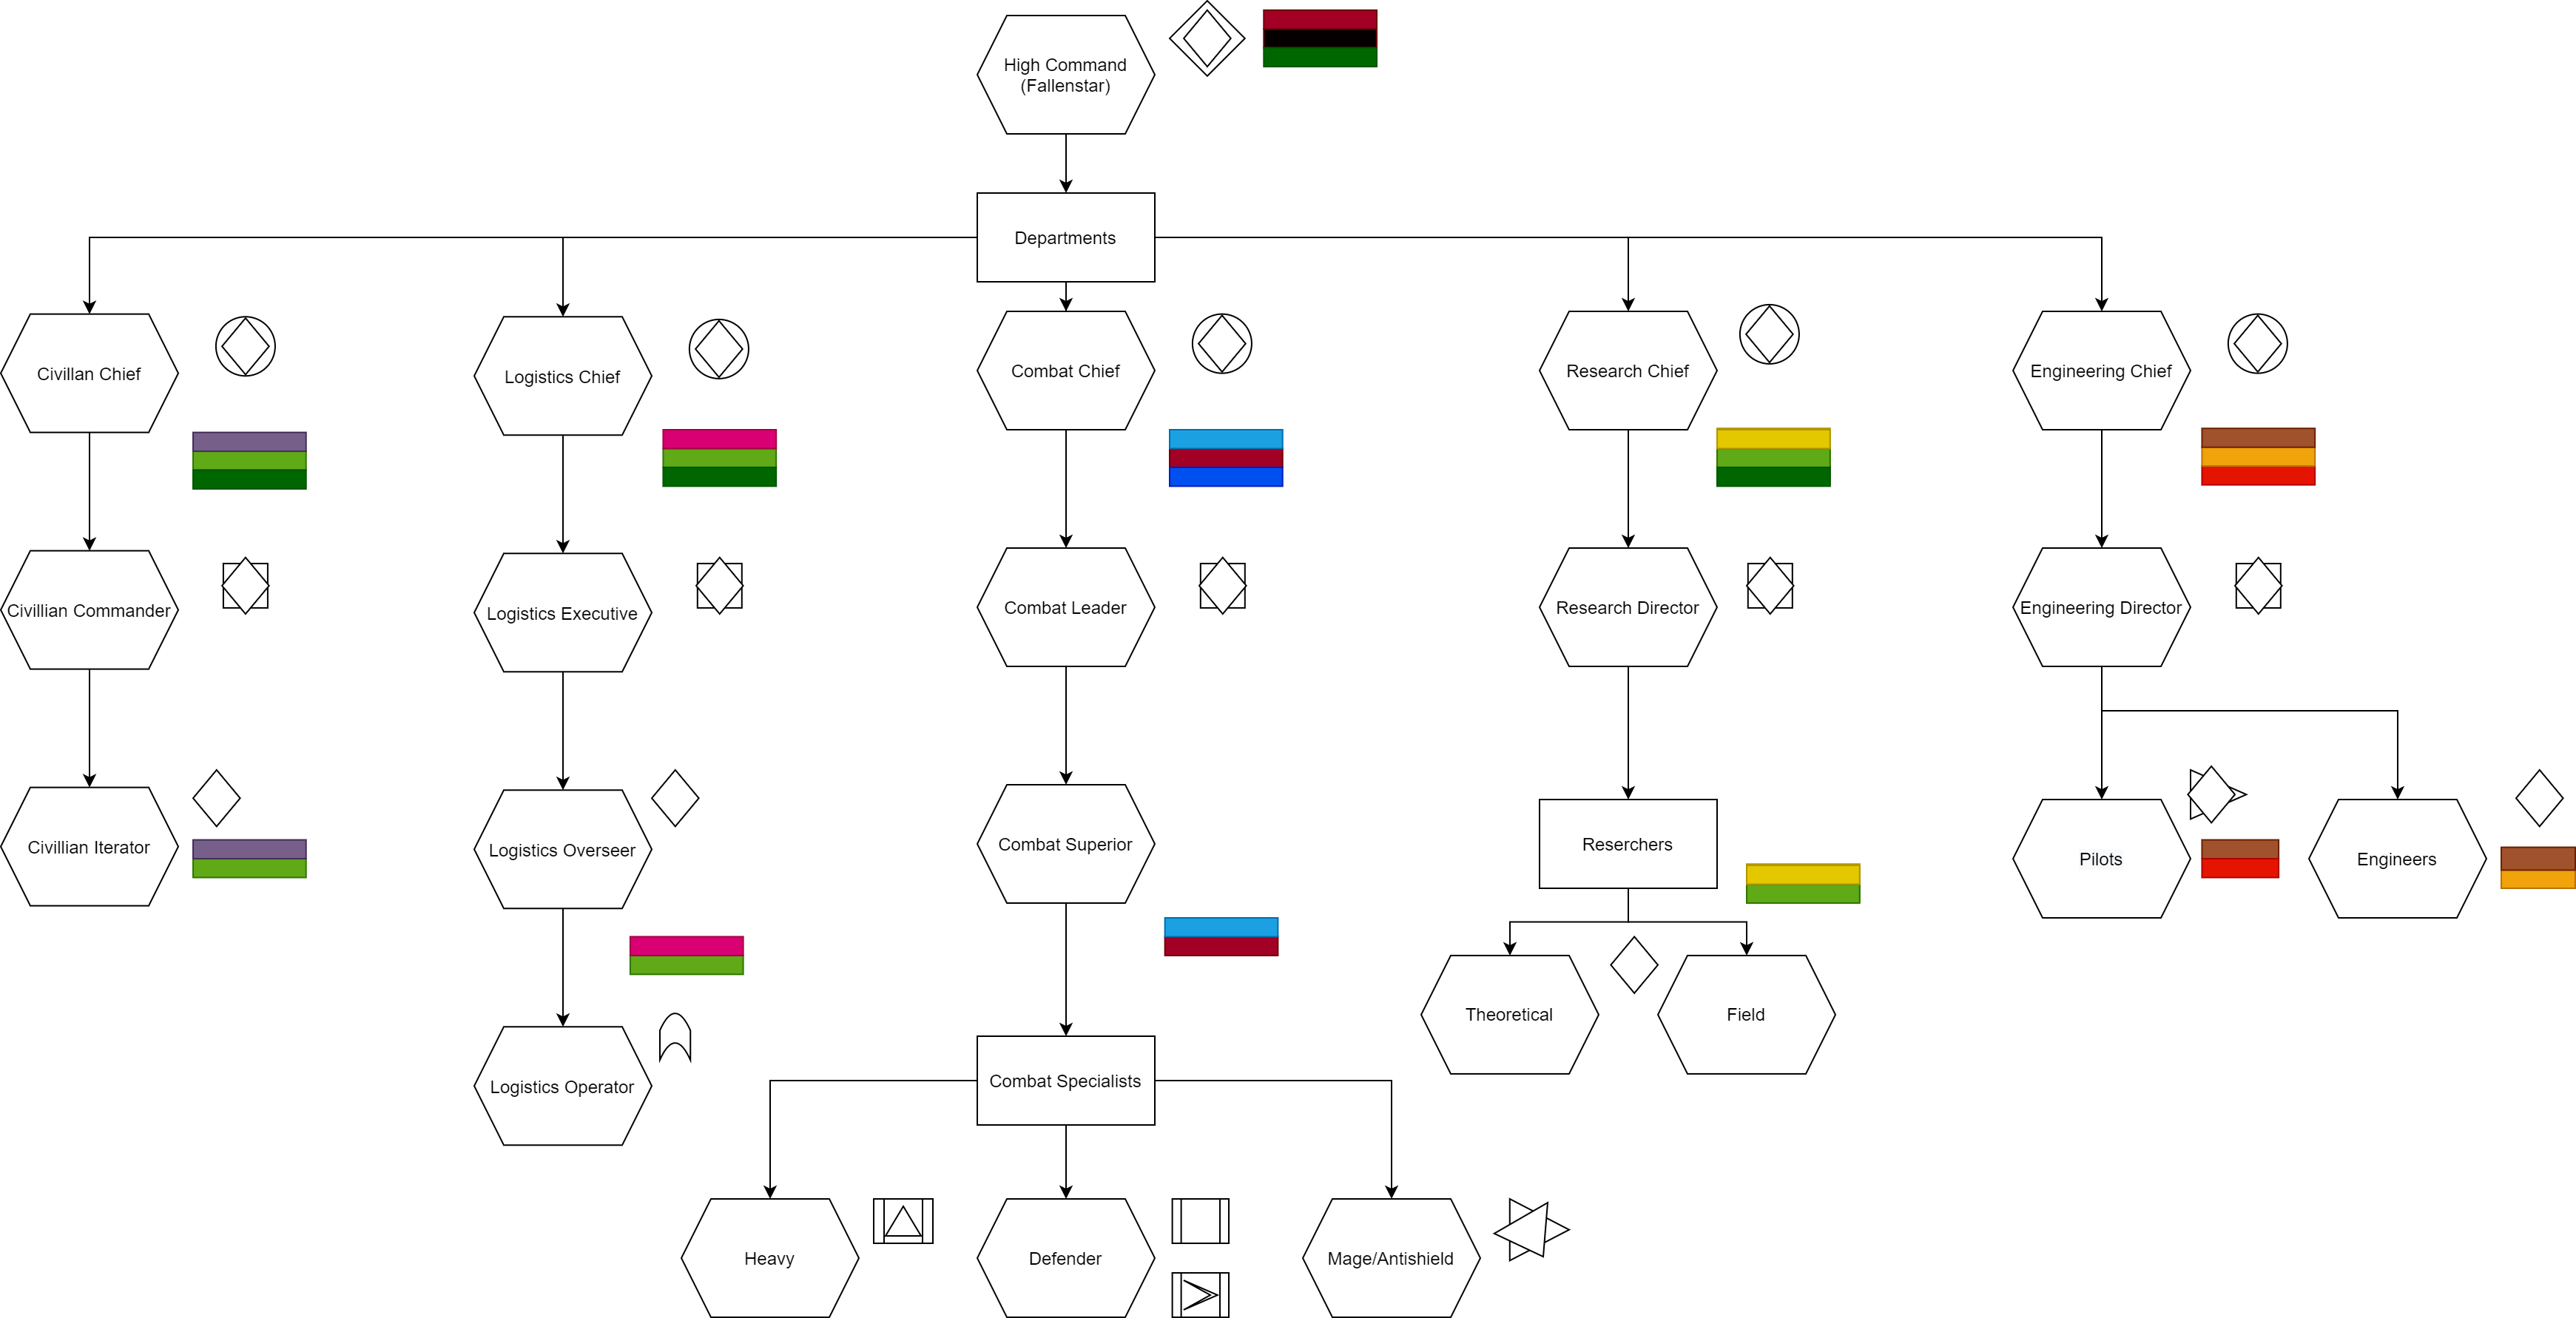 High Command
(Fallenstar)
Departments
Civillan Chief
Logistics Chief
Combat Chief
Research Chief
Engineering Chief
Civillian Commander
Logistics Executive
Combat Leader
Research Director
Engineering Director
Civillian Iterator
Logistics Overseer
Combat Superior
Reserchers
Pilots
Engineers
Theoretical
Field
Logistics Operator
Combat Specialists
Heavy
Defender
Mage/Antishield